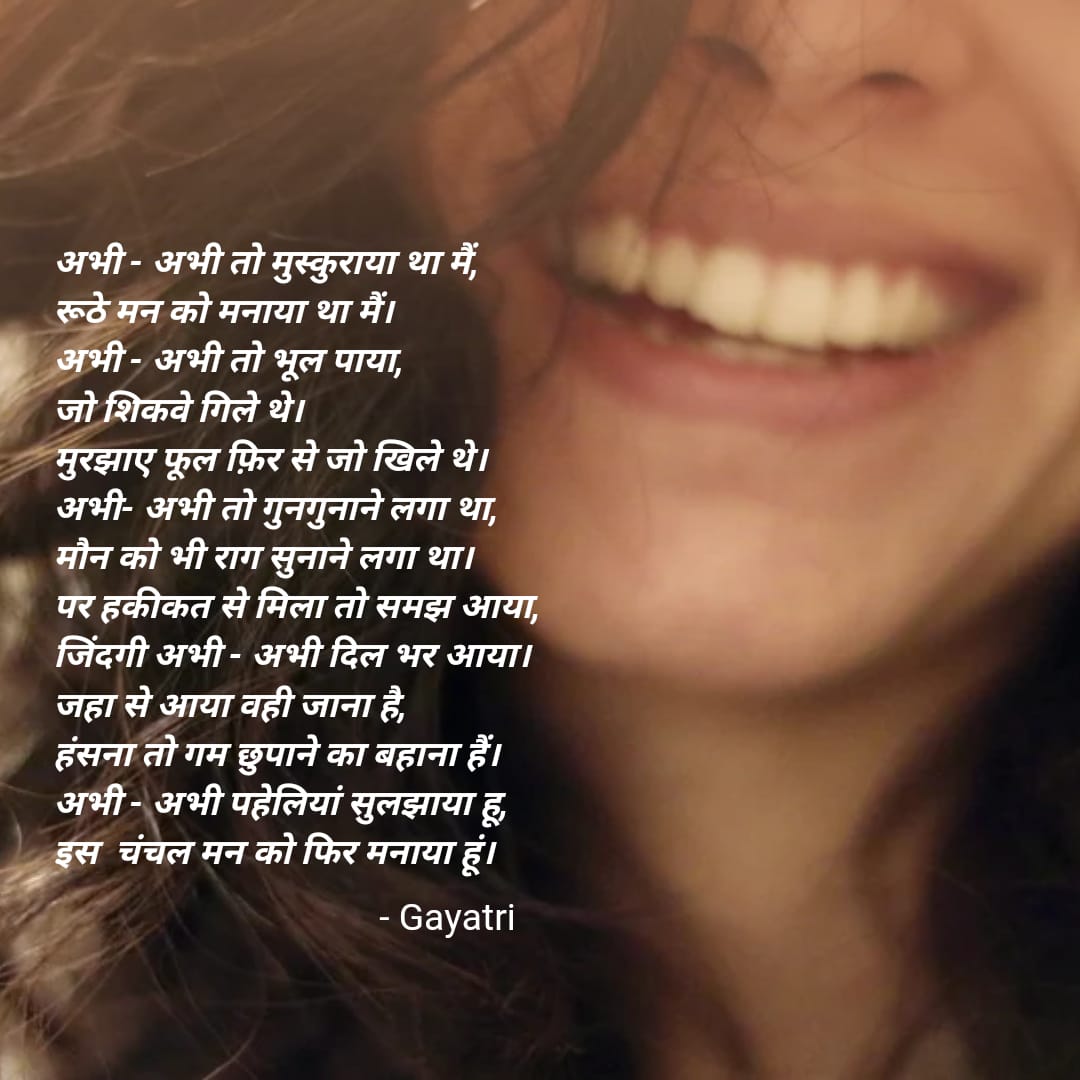 अभी - अभी तो मुस्कुराया था मैं,
रूठे मन को मनाया था मैं।
अभी - अभी तो भूल पाया,
जो शिकवे गिले थे।
मुरझाए फूल फ़िर से जो खिले थे।
अभी- अभी तो गुनगुनाने लगा था,
मौन को भी राग सुनाने लगा था।
पर हकीकत से मिला तो समझ आया,
जिंदगी अभी - अभी दिल भर आया।
जहा से आया वही जाना है,
हंसना तो गम छुपाने का बहाना हैं।
अभी - अभी पहेलियां सुलझाया हू,
इस चंचल मन को फिर मनाया हूं।
- Gayatri